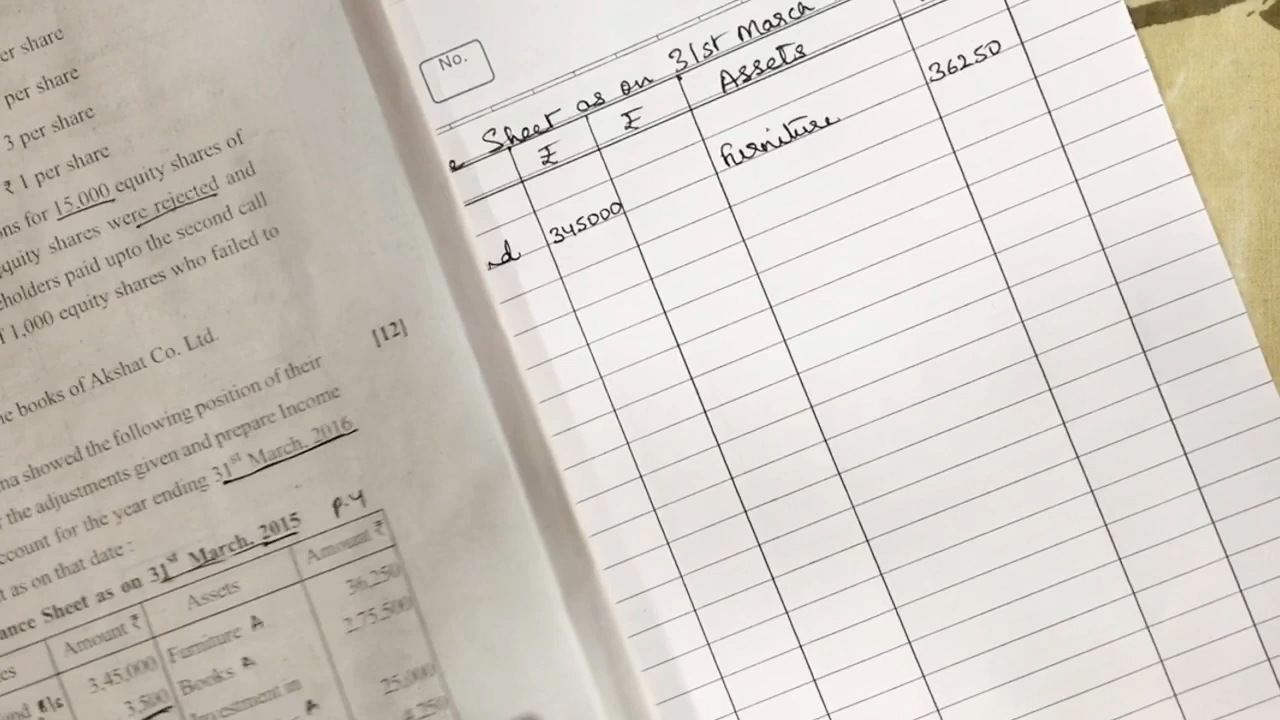 er share
per share
3 per share
₹ 1 per share
ns for 15,000 equity shares of
equity shares were rejected and
eholders paid upto the second call
f 1,000 equity shares who failed to
e books of Akshat Co. Ltd.
[12]
na showed the following position of their
the adjustments given and prepare Income
ccount for the year ending 31st March, 2016
t as on that date :
P-4
ance Sheet as on 31st March, 2015
es Amount ₹ Assets Amount ₹
nd 3,45,000 Furniture A 36,250
3,500 Books A 2,75,500
Investment in 25,000
No.
e Sheet as on 31st March
₹ ₹ Assets
Furniture 36250
d 345000